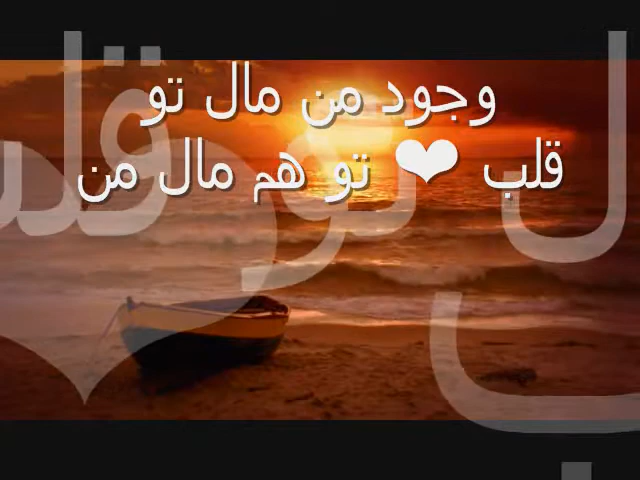 وجود من مال تو
قلب ❤ تو هم مال من